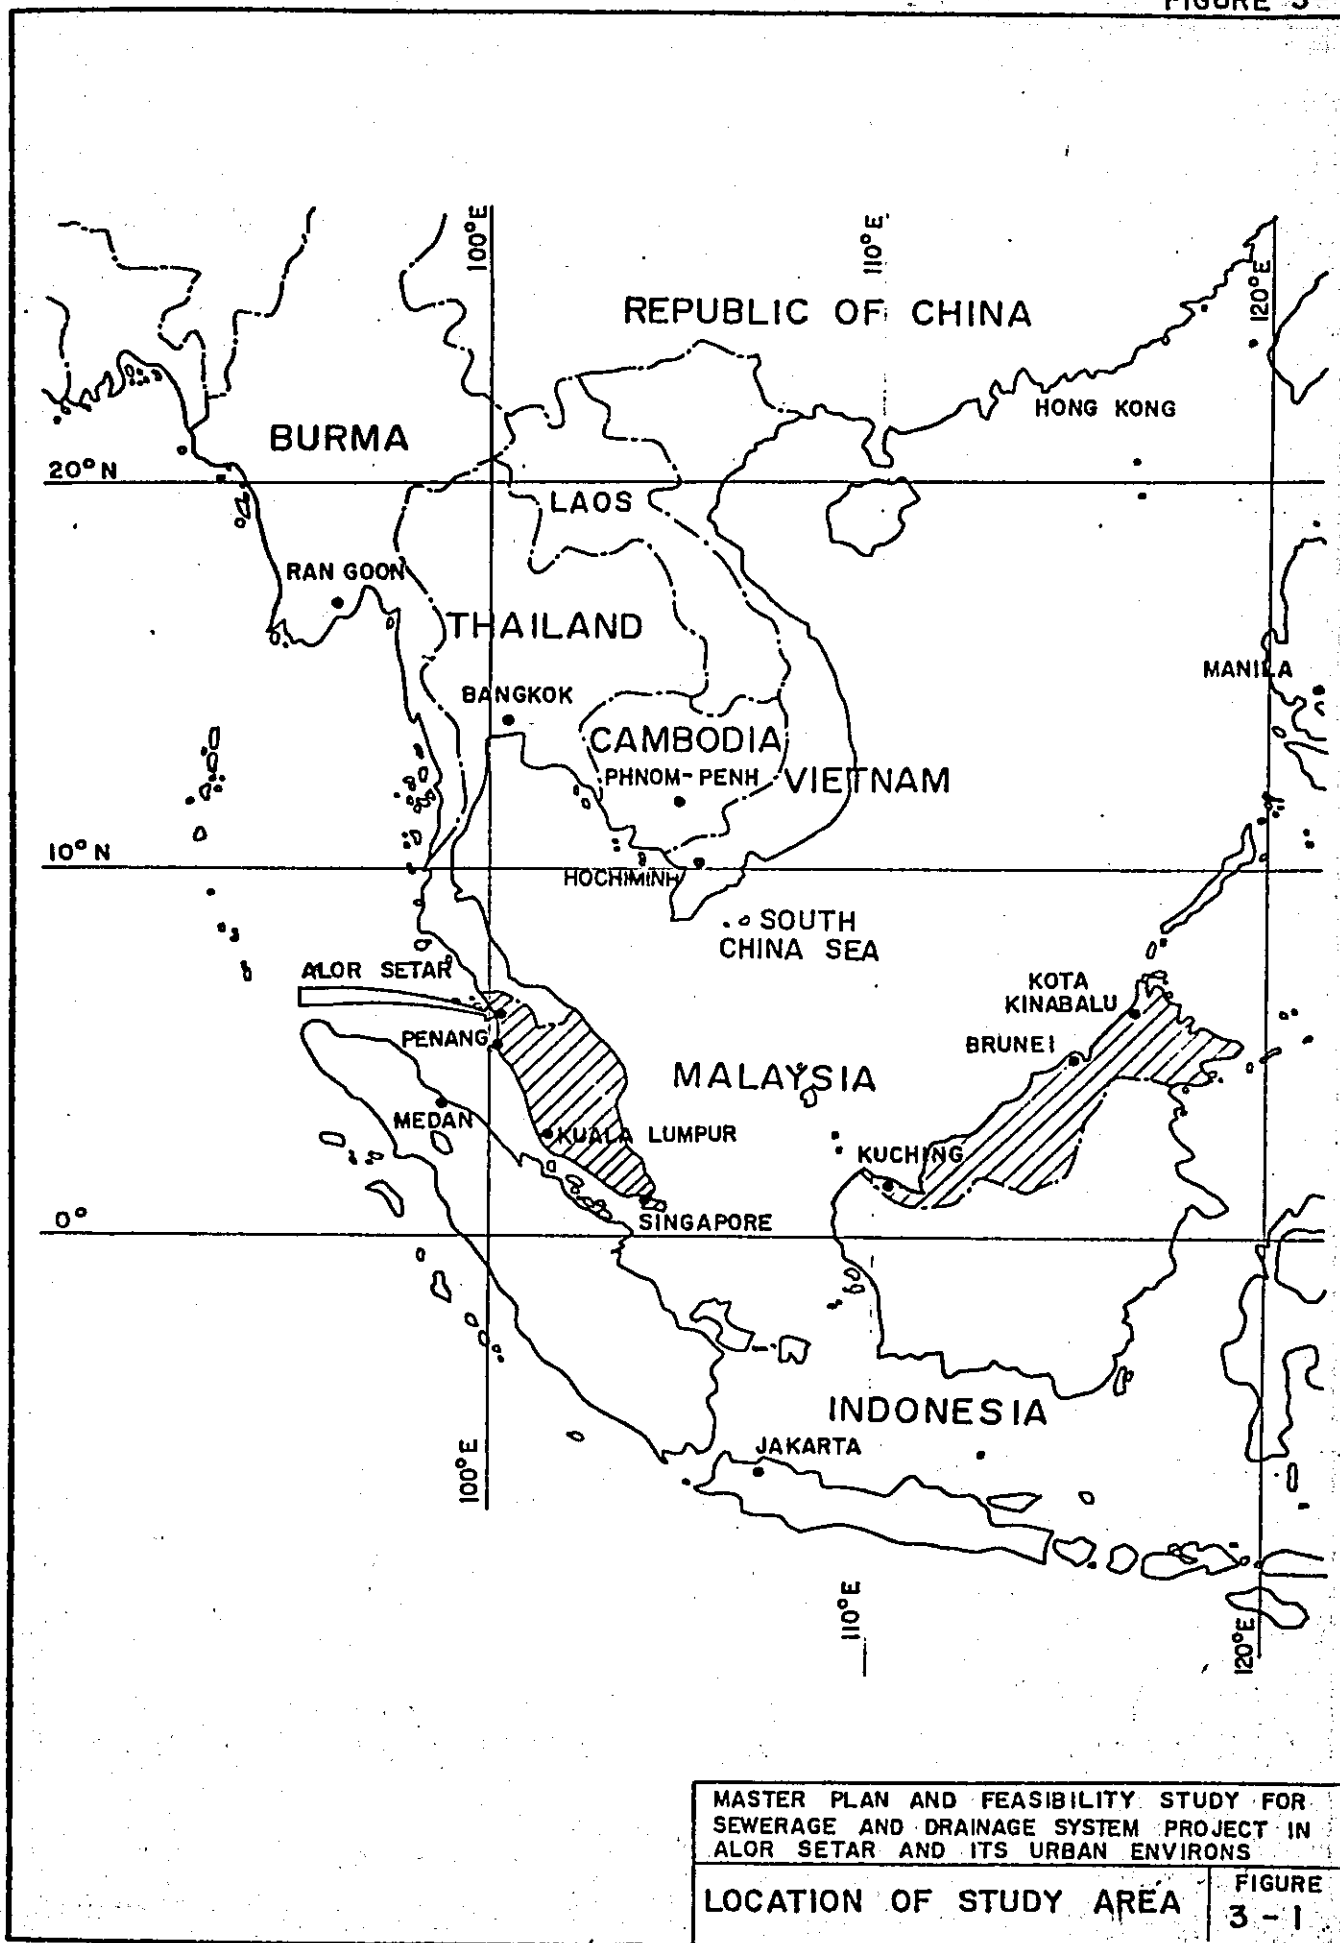 FIGURE 3
100°E
110°E
120°E
REPUBLIC OF CHINA
HONG KONG
BURMA
20°N
LAOS
RAN GOON
THAILAND
MANILA
BANGKOK
CAMBODIA
PHNOM-PENH
VIETNAM
10°N
HOCHIMINH
SOUTH
CHINA SEA
ALOR SETAR
KOTA
KINABALU
PENANG
BRUNEI
MALAYSIA
MEDAN
KUALA LUMPUR
KUCHING
0°
SINGAPORE
INDONESIA
JAKARTA
100°E
110°E
120°E
MASTER PLAN AND FEASIBILITY STUDY FOR
SEWERAGE AND DRAINAGE SYSTEM PROJECT IN
ALOR SETAR AND ITS URBAN ENVIRONS
LOCATION OF STUDY AREA
FIGURE
3 - 1